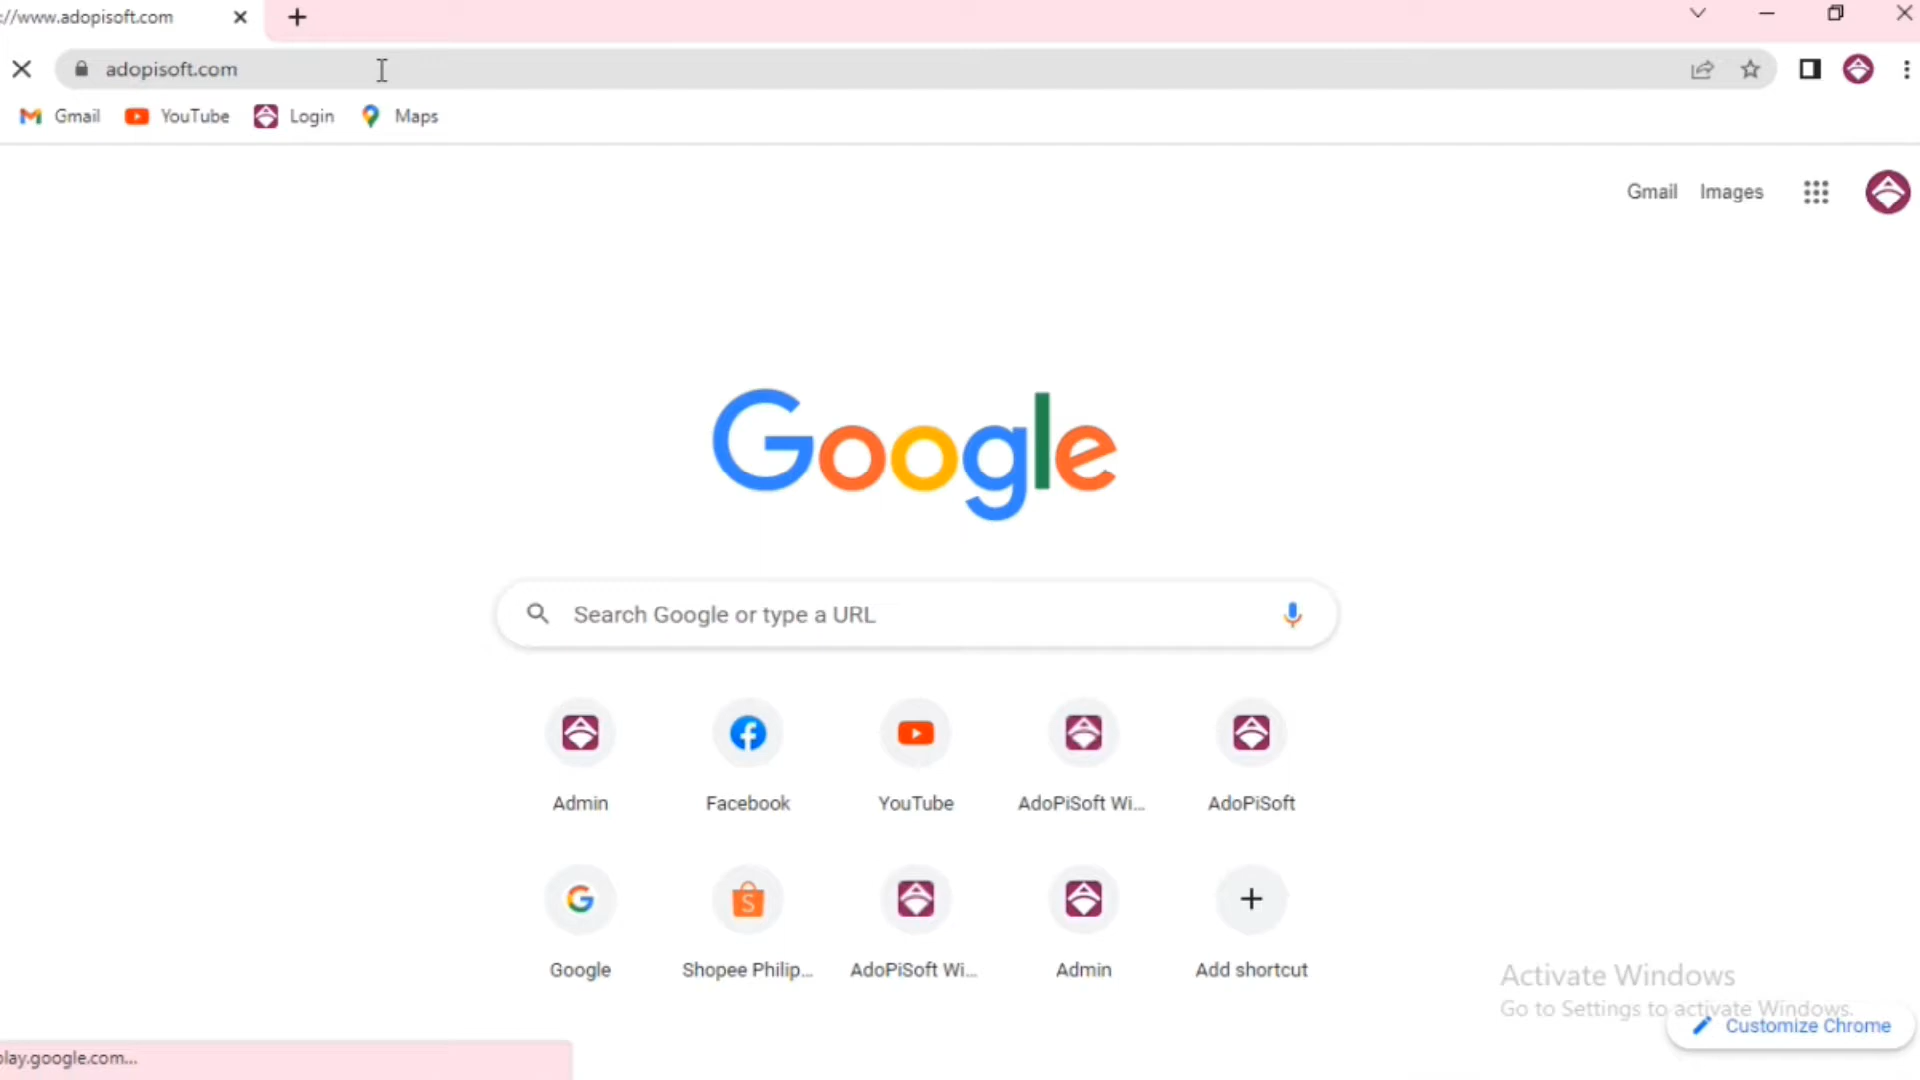 ://www.adopisoft.com
adopisoft.com
Gmail YouTube Login Maps
Gmail Images
Google
Search Google or type a URL
Admin Facebook YouTube AdoPiSoft Wi... AdoPiSoft
Google Shopee Philip... AdoPiSoft Wi... Admin Add shortcut
Activate Windows
Go to Settings to activate Windows.
Customize Chrome
play.google.com...